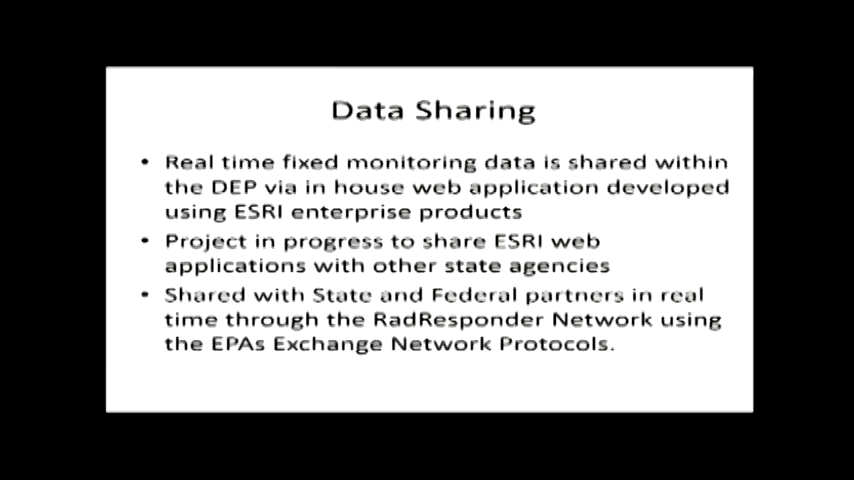 Data Sharing
• Real time fixed monitoring data is shared within
the DEP via in house web application developed
using ESRI enterprise products
• Project in progress to share ESRI web
applications with other state agencies
• Shared with State and Federal partners in real
time through the RadResponder Network using
the EPAs Exchange Network Protocols.